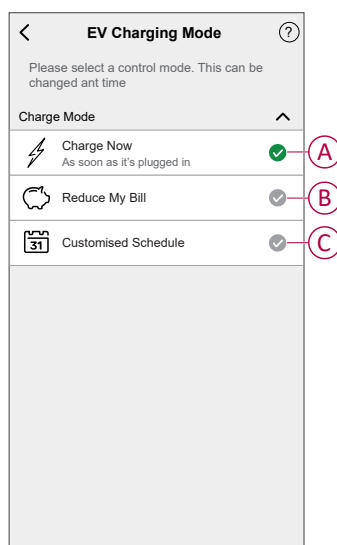 EV Charging Mode
?
Please select a control mode. This can be
changed ant time
Charge Mode
Charge Now
As soon as it's plugged in
A
Reduce My Bill
B
31
Customised Schedule
C